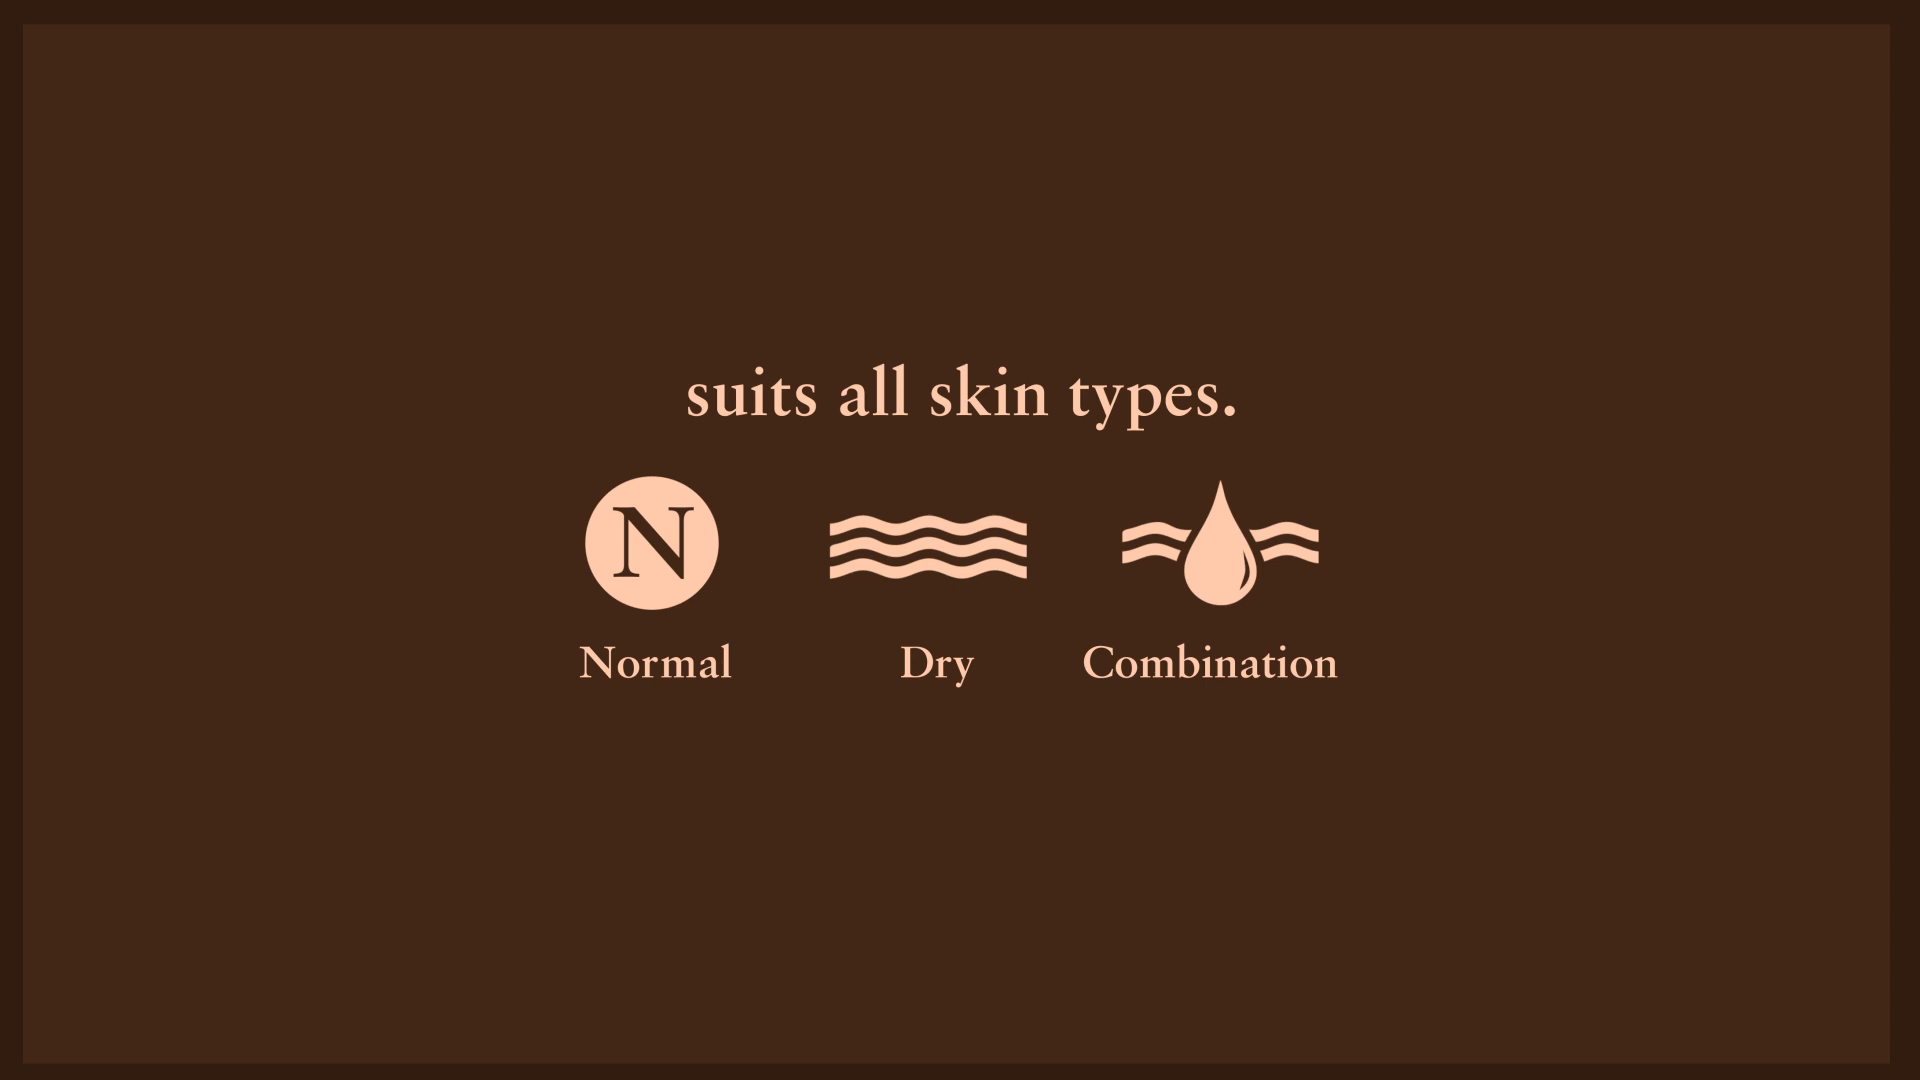 suits all skin types.
N
Normal
Dry
Combination